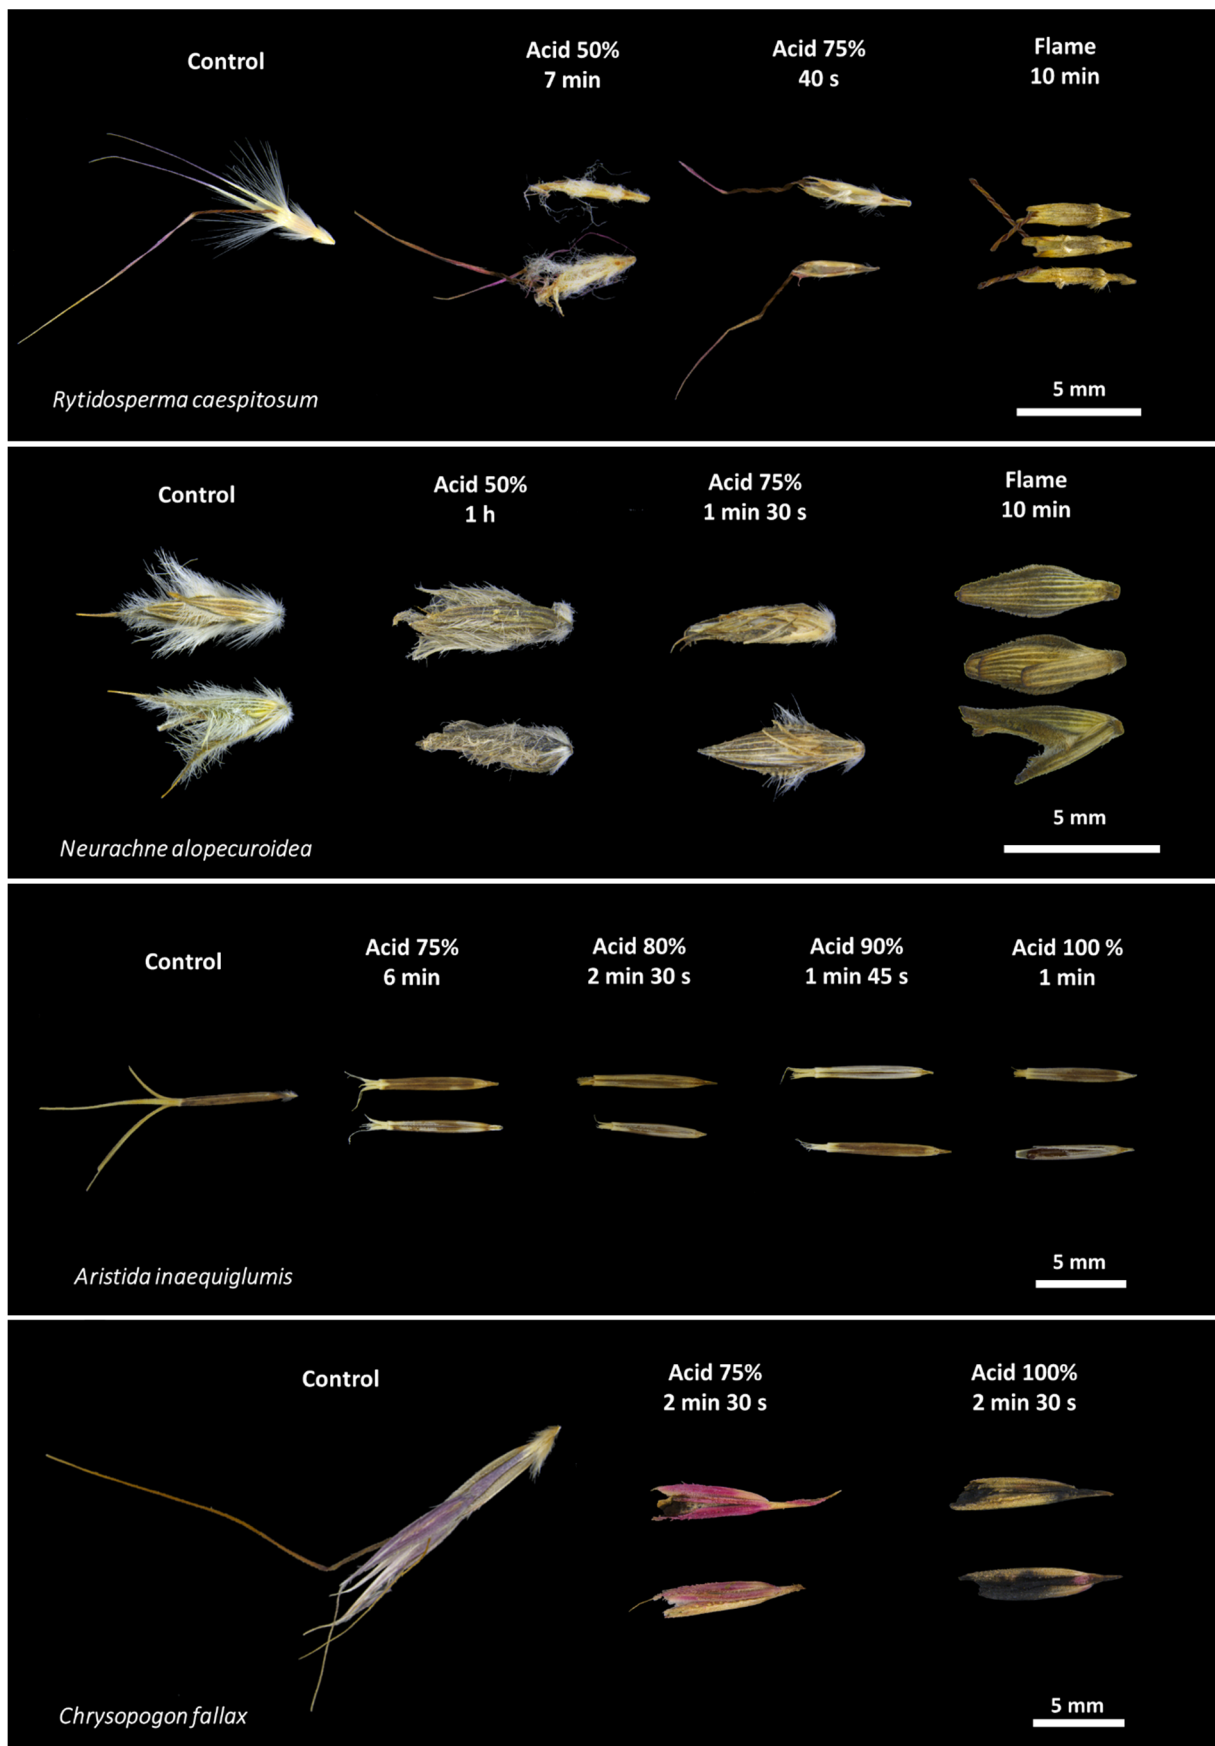 Control
Acid 50%
7 min
Acid 75%
40 s
Flame
10 min
Rytidosperma caespitosum
5 mm
Control
Acid 50%
1 h
Acid 75%
1 min 30 s
Flame
10 min
Neurachne alopecuroidea
5 mm
Control
Acid 75%
6 min
Acid 80%
2 min 30 s
Acid 90%
1 min 45 s
Acid 100 %
1 min
Aristida inaequiglumis
5 mm
Control
Acid 75%
2 min 30 s
Acid 100%
2 min 30 s
Chrysopogon fallax
5 mm